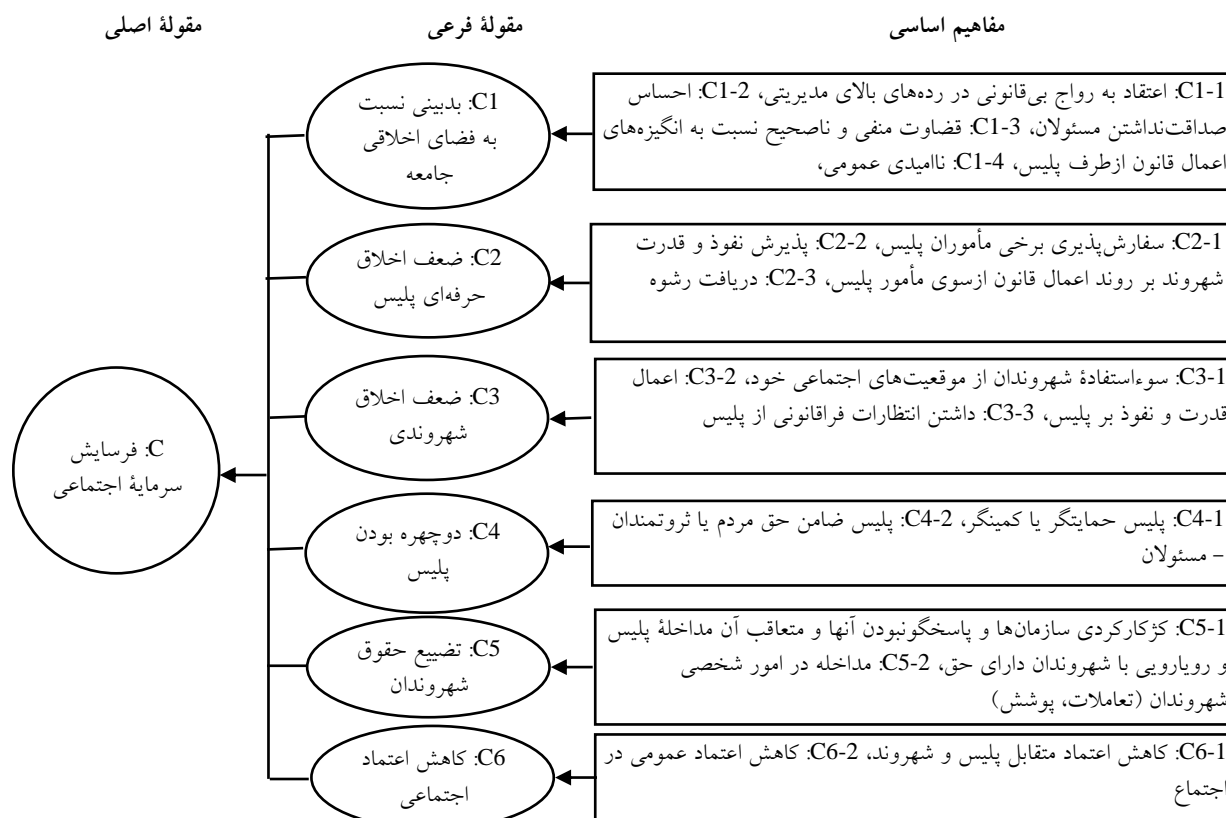 مفاهیم اساسی
مقولۀ فرعی
مقولۀ اصلی
C1-1: اعتقاد به رواج بی‌قانونی در رده‌های بالای مدیریتی، C1-2: احساس
صداقت‌نداشتن مسئولان، C1-3: قضاوت منفی و ناصحیح نسبت به انگیزه‌های
اعمال قانون ازطرف پلیس، C1-4: ناامیدی عمومی،
C1: بدبینی نسبت
به فضای اخلاقی
جامعه
C2-1: سفارش‌پذیری برخی مأموران پلیس، C2-2: پذیرش نفوذ و قدرت
شهروند بر روند اعمال قانون ازسوی مأمور پلیس، C2-3: دریافت رشوه
C2: ضعف اخلاق
حرفه‌ای پلیس
C3-1: سوءاستفادۀ شهروندان از موقعیت‌های اجتماعی خود، C3-2: اعمال
قدرت و نفوذ بر پلیس، C3-3: داشتن انتظارات فراقانونی از پلیس
C3: ضعف اخلاق
شهروندی
C: فرسایش
سرمایۀ اجتماعی
C4-1: پلیس حمایتگر یا کمینگر، C4-2: پلیس ضامن حق مردم یا ثروتمندان
– مسئولان
C4: دوچهره بودن
پلیس
C5-1: کژکارکردی سازمان‌ها و پاسخگونبودن آنها و متعاقب آن مداخلۀ پلیس
و رویارویی با شهروندان دارای حق، C5-2: مداخله در امور شخصی
شهروندان (تعاملات، پوشش)
C5: تضییع حقوق
شهروندان
C6-1: کاهش اعتماد متقابل پلیس و شهروند، C6-2: کاهش اعتماد عمومی در
اجتماع
C6: کاهش اعتماد
اجتماعی